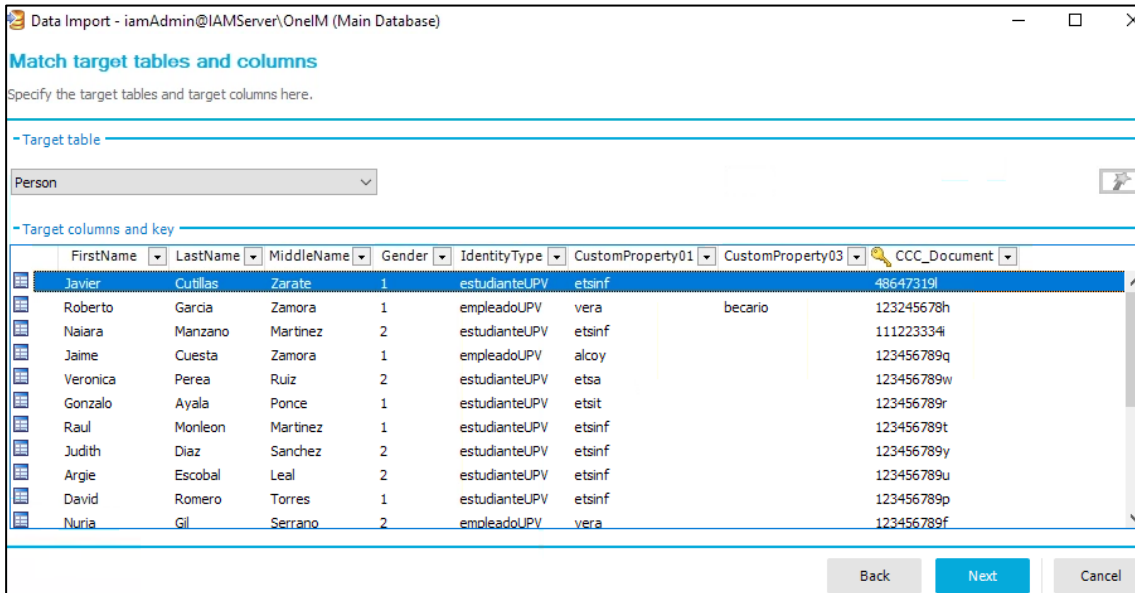 Data Import - iamAdmin@IAMServer\OneIM (Main Database)
Match target tables and columns
Specify the target tables and target columns here.
Target table
Person
Target columns and key
FirstName LastName MiddleName Gender IdentityType CustomProperty01 CustomProperty03 CCC_Document
Javier Cutillas Zarate 1 estudianteUPV etsinf 48647319l
Roberto Garcia Zamora 1 empleadoUPV vera becario 123245678h
Naiara Manzano Martinez 2 estudianteUPV etsinf 111223334i
Jaime Cuesta Zamora 1 empleadoUPV alcoy 123456789q
Veronica Perea Ruiz 2 estudianteUPV etsa 123456789w
Gonzalo Ayala Ponce 1 estudianteUPV etsit 123456789r
Raul Monleon Martinez 1 estudianteUPV etsinf 123456789t
Judith Diaz Sanchez 2 estudianteUPV etsinf 123456789y
Argie Escobal Leal 2 estudianteUPV etsinf 123456789u
David Romero Torres 1 estudianteUPV etsinf 123456789p
Nuria Gil Serrano 2 empleadoUPV vera 123456789f
Back Next Cancel